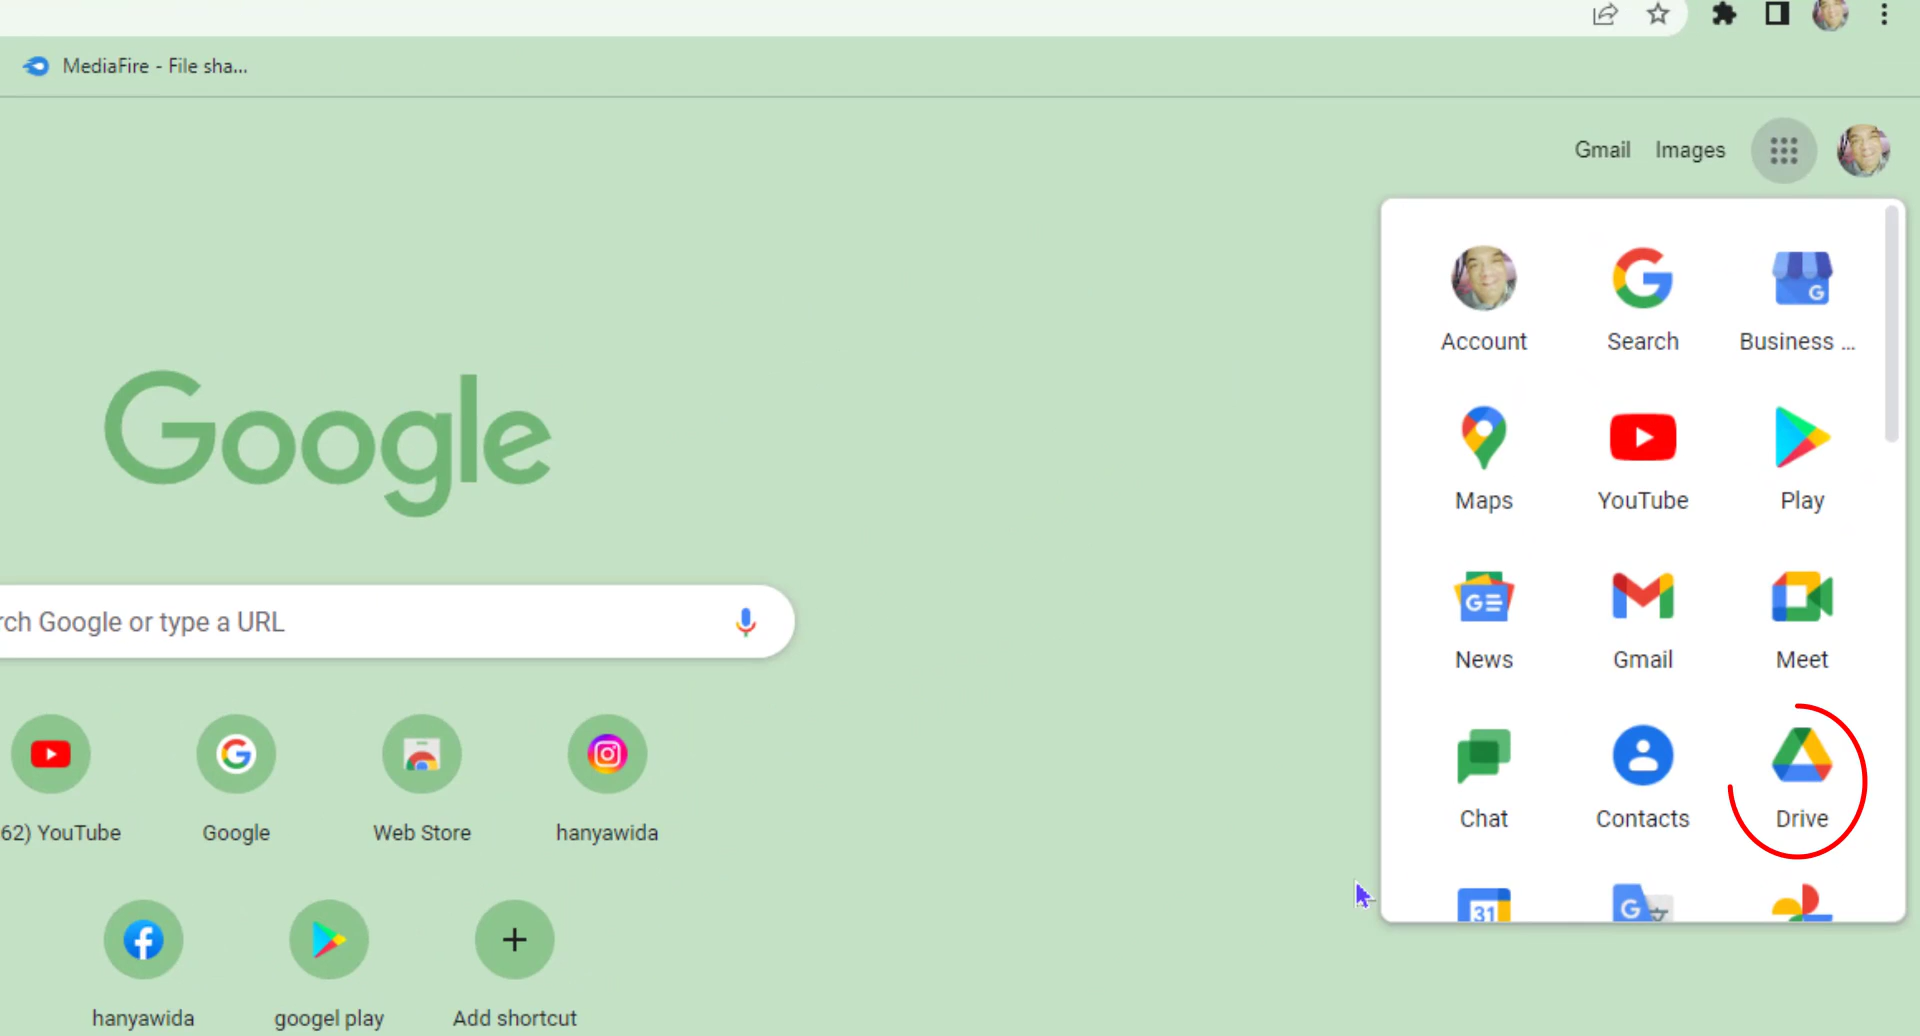 MediaFire - File sha...
Gmail Images
Account Search Business ...
Google
Maps YouTube Play
rch Google or type a URL
News Gmail Meet
62) YouTube Google Web Store hanyawida
Chat Contacts Drive
31
hanyawida googel play Add shortcut